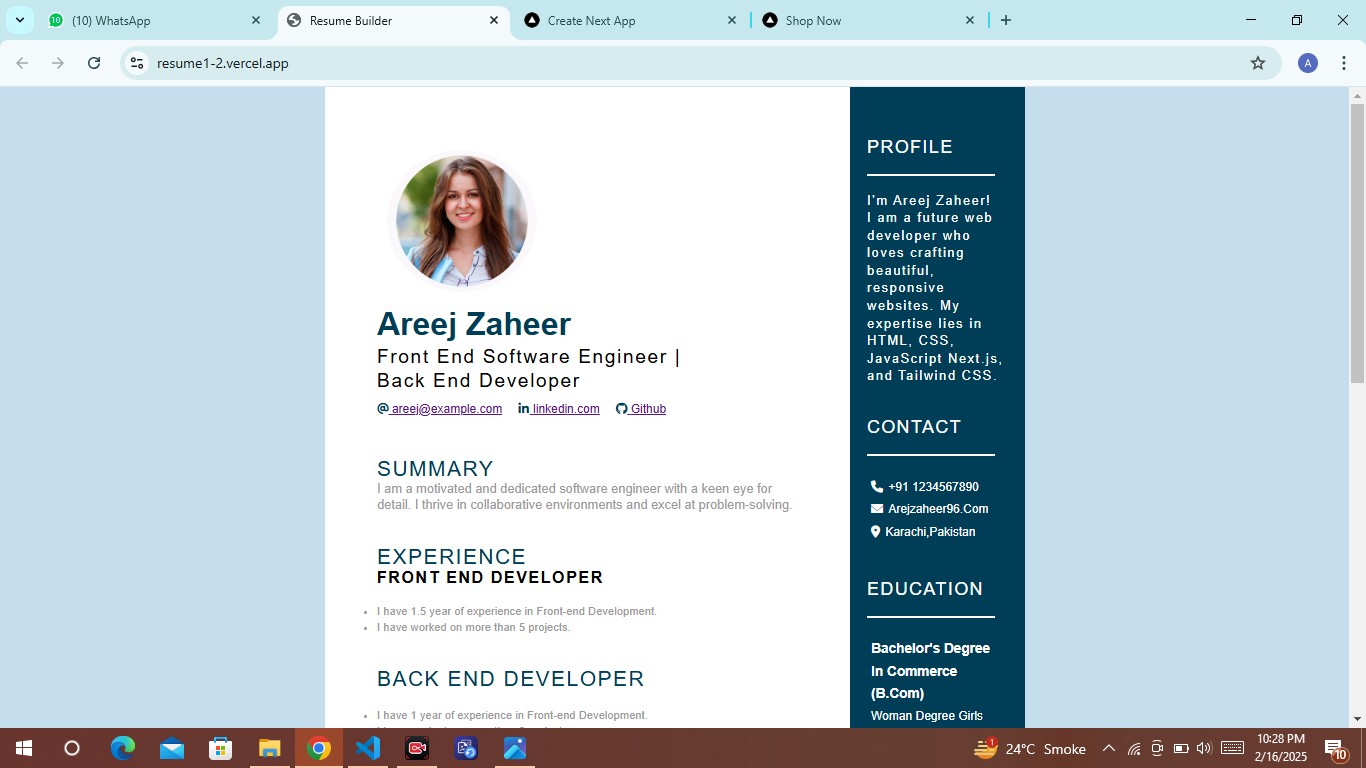 (10) WhatsApp
Resume Builder
Create Next App
Shop Now
resume1-2.vercel.app
A
Areej Zaheer
Front End Software Engineer |
Back End Developer
areej@example.com linkedin.com Github
SUMMARY
I am a motivated and dedicated software engineer with a keen eye for
detail. I thrive in collaborative environments and excel at problem-solving.
EXPERIENCE
FRONT END DEVELOPER
I have 1.5 year of experience in Front-end Development.
I have worked on more than 5 projects.
BACK END DEVELOPER
I have 1 year of experience in Front-end Development.
PROFILE
I'm Areej Zaheer!
I am a future web
developer who
loves crafting
beautiful,
responsive
websites. My
expertise lies in
HTML, CSS,
JavaScript Next.js,
and Tailwind CSS.
CONTACT
+91 1234567890
Arejzaheer96.Com
Karachi,Pakistan
EDUCATION
Bachelor's Degree
In Commerce
(B.Com)
Woman Degree Girls
24°C Smoke
10:28 PM
2/16/2025
10